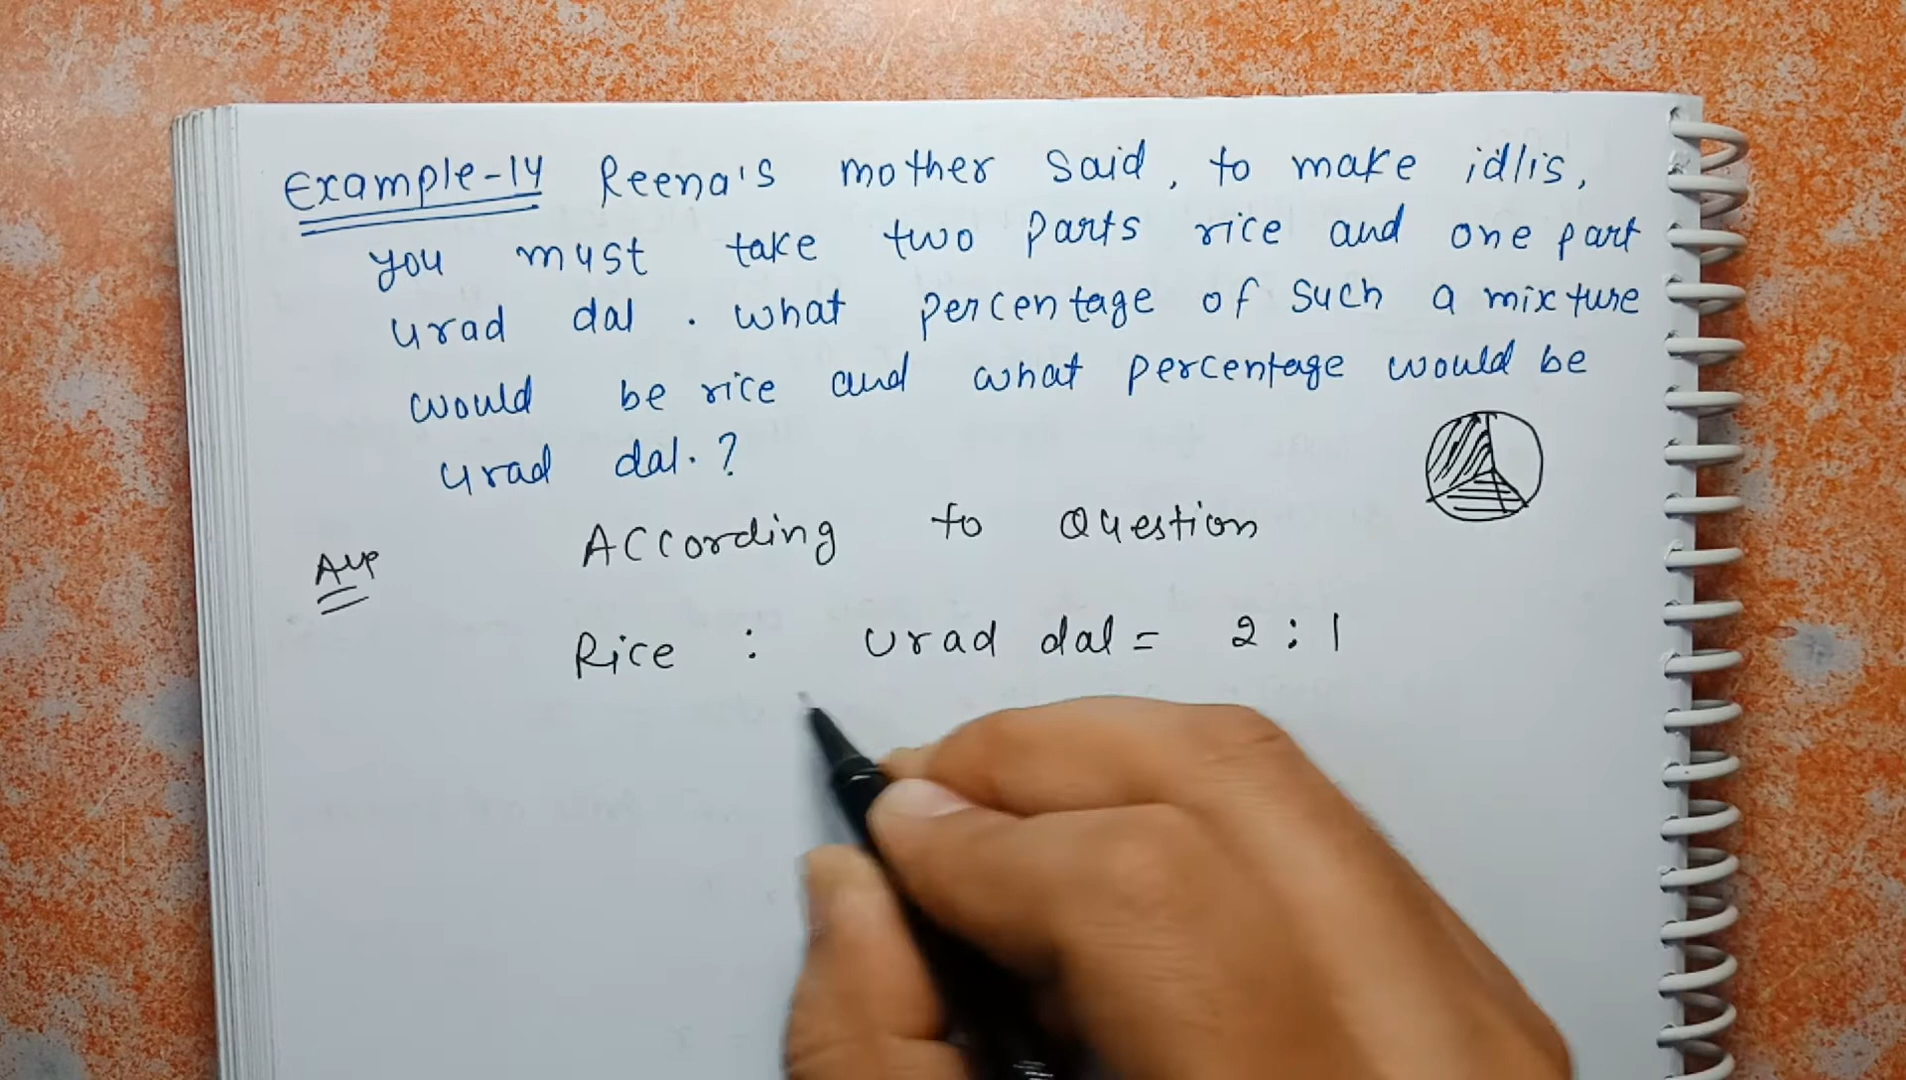 Example-14 Reena's mother said, to make idlis,
you must take two parts rice and one part
urad dal. what percentage of such a mixture
would be rice and what percentage would be
urad dal.?
According to Question
Rice : urad dal = 2 : 1